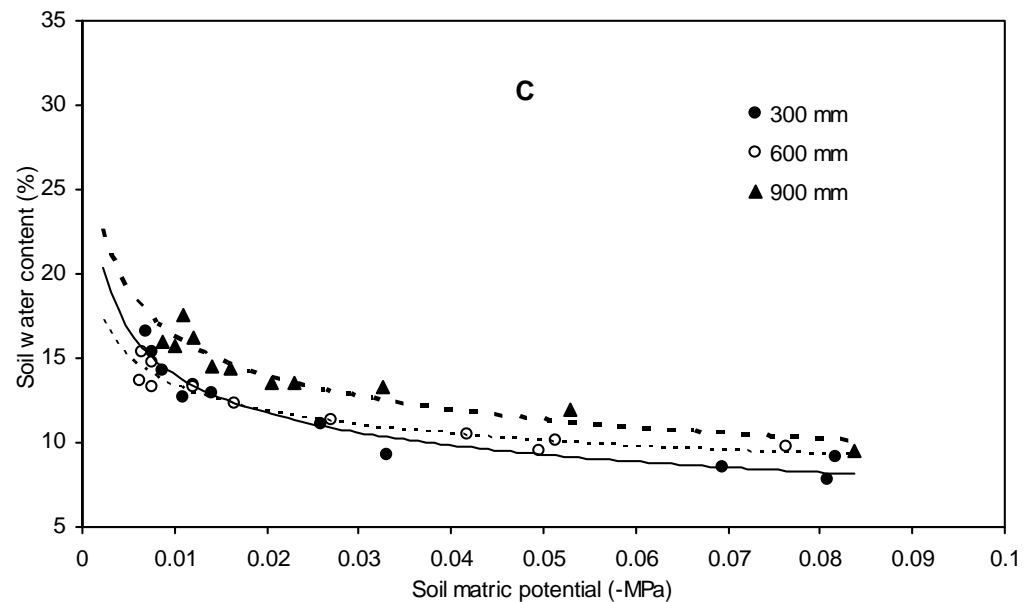 35
30
25
20
15
10
5
Soil water content (%)
C
300 mm
600 mm
900 mm
0 0.01 0.02 0.03 0.04 0.05 0.06 0.07 0.08 0.09 0.1
Soil matric potential (-MPa)